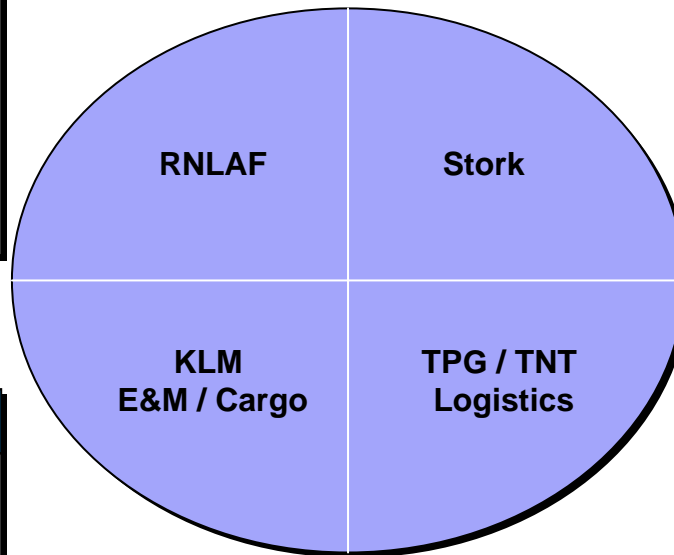 RNLAF
Stork
KLM
E&M / Cargo
TPG / TNT
Logistics